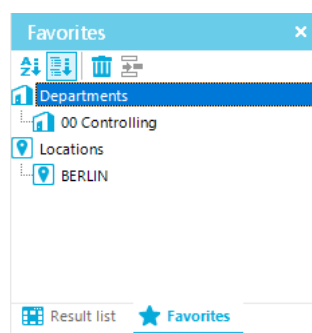 Favorites
Departments
00 Controlling
Locations
BERLIN
Result list Favorites